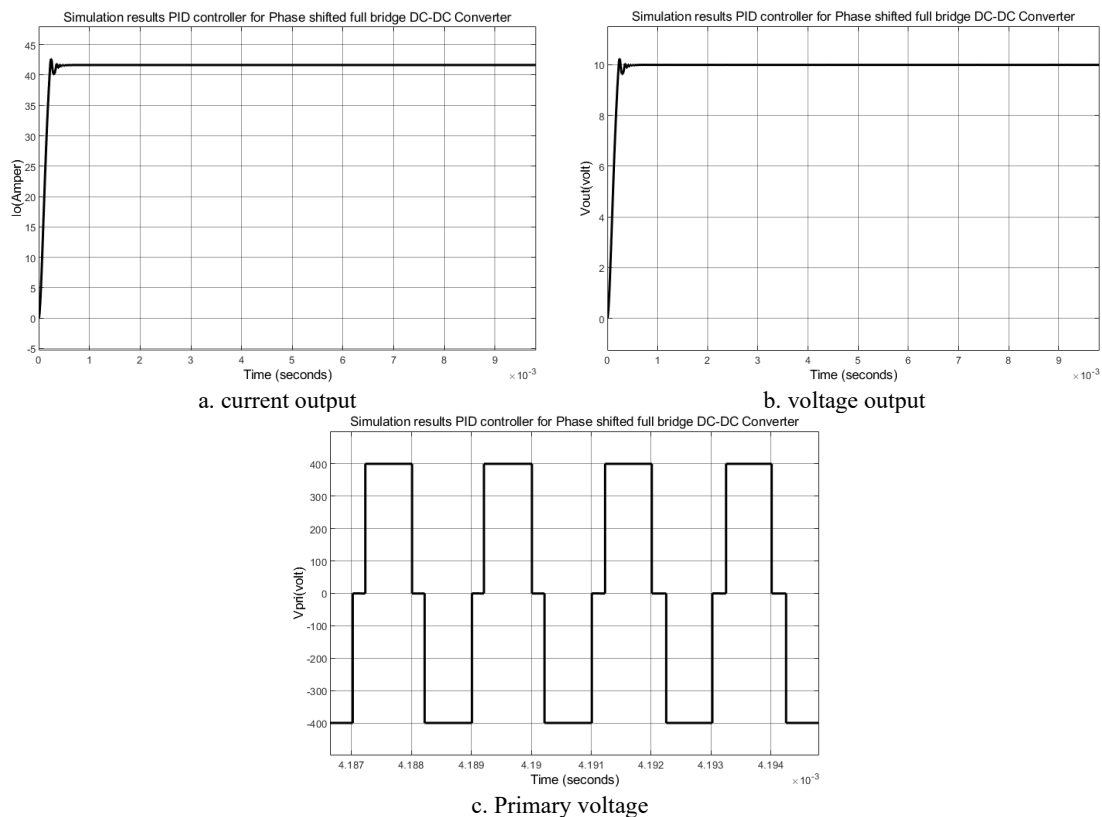 Simulation results PID controller for Phase shifted full bridge DC-DC Converter
45
40
35
30
25
20
15
10
5
0
-5
Io(Amper)
0 1 2 3 4 5 6 7 8 9
Time (seconds)
×10-3
a. current output
Simulation results PID controller for Phase shifted full bridge DC-DC Converter
10
8
6
4
2
0
Vout(volt)
0 1 2 3 4 5 6 7 8 9
Time (seconds)
×10-3
b. voltage output
Simulation results PID controller for Phase shifted full bridge DC-DC Converter
400
300
200
100
0
-100
-200
-300
-400
Vpri(volt)
4.187 4.188 4.189 4.19 4.191 4.192 4.193 4.194
Time (seconds)
×10-3
c. Primary voltage